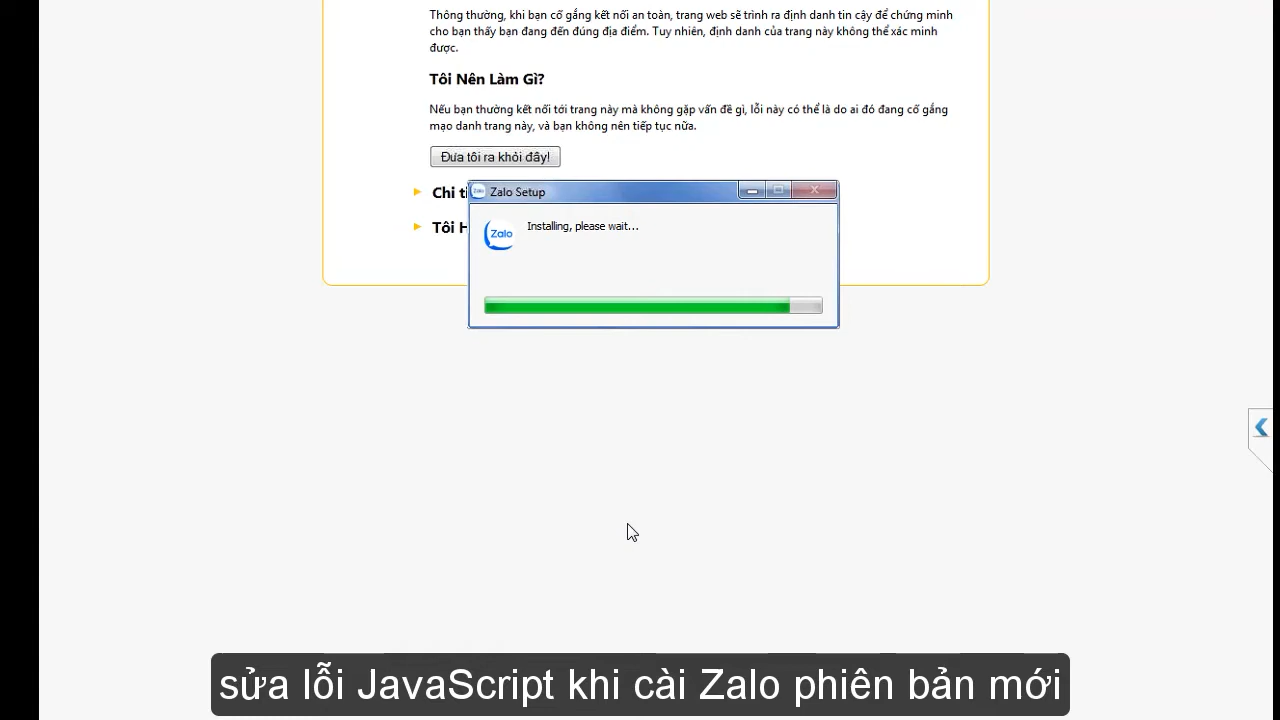 Thông thường, khi bạn cố gắng kết nối an toàn, trang web sẽ trình ra định danh tin cậy để chứng minh
cho bạn thấy bạn đang đến đúng địa điểm. Tuy nhiên, định danh của trang này không thể xác minh
được.
Tôi Nên Làm Gì?
Nếu bạn thường kết nối tới trang này mà không gặp vấn đề gì, lỗi này có thể là do ai đó đang cố gắng
mạo danh trang này, và bạn không nên tiếp tục nữa.
Đưa tôi ra khỏi đây!
Chi
Zalo Setup
Tôi
Zalo
Installing, please wait...
sửa lỗi JavaScript khi cài Zalo phiên bản mới